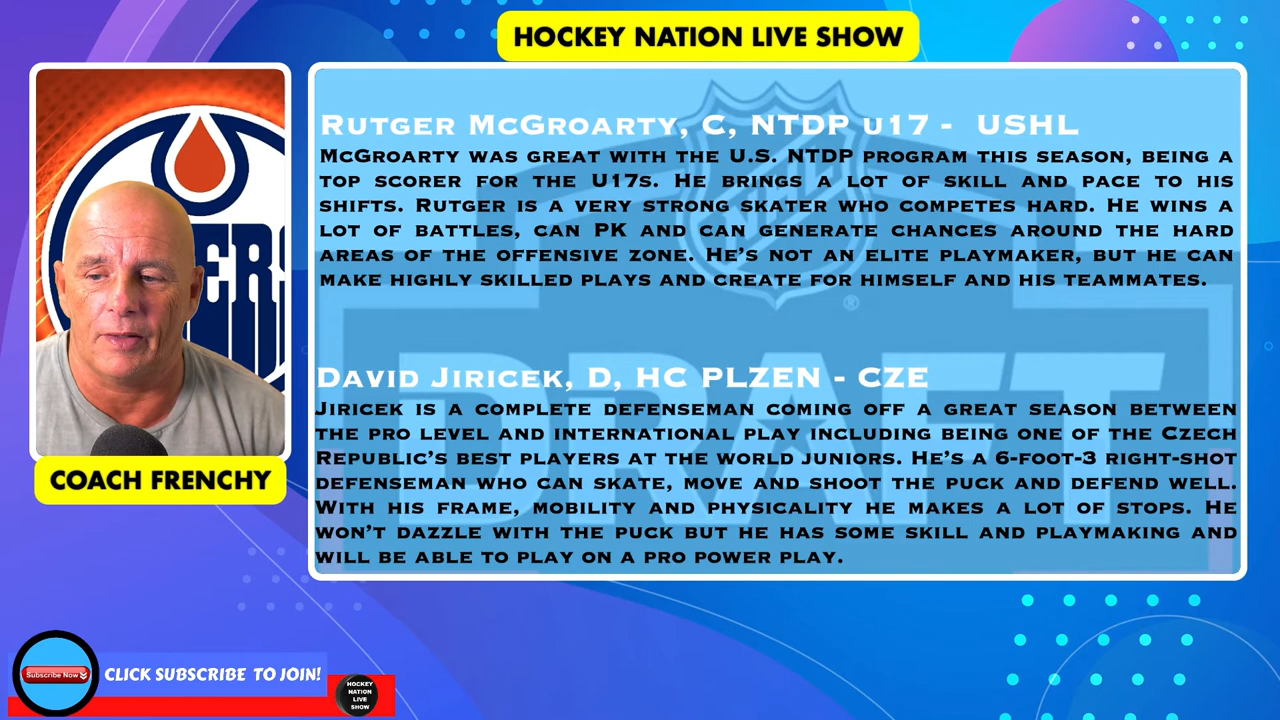 HOCKEY NATION LIVE SHOW
Rutger McGroarty, C, NTDP u17 - USHL
McGroarty was great with the U.S. NTDP program this season, being a
top scorer for the U17s. He brings a lot of skill and pace to his
shifts. Rutger is a very strong skater who competes hard. He wins a
lot of battles, can PK and can generate chances around the hard
areas of the offensive zone. He's not an elite playmaker, but he can
make highly skilled plays and create for himself and his teammates.
David Jiricek, D, HC PLZEN - CZE
Jiricek is a complete defenseman coming off a great season between
the pro level and international play including being one of the Czech
Republic's best players at the world juniors. He's a 6-foot-3 right-shot
defenseman who can skate, move and shoot the puck and defend well.
With his frame, mobility and physicality he makes a lot of stops. He
won't dazzle with the puck but he has some skill and playmaking and
will be able to play on a pro power play.
DRAFT
®
ERS
COACH FRENCHY
Subscribe Now
CLICK SUBSCRIBE TO JOIN!
HOCKEY
NATION
LIVE
SHOW